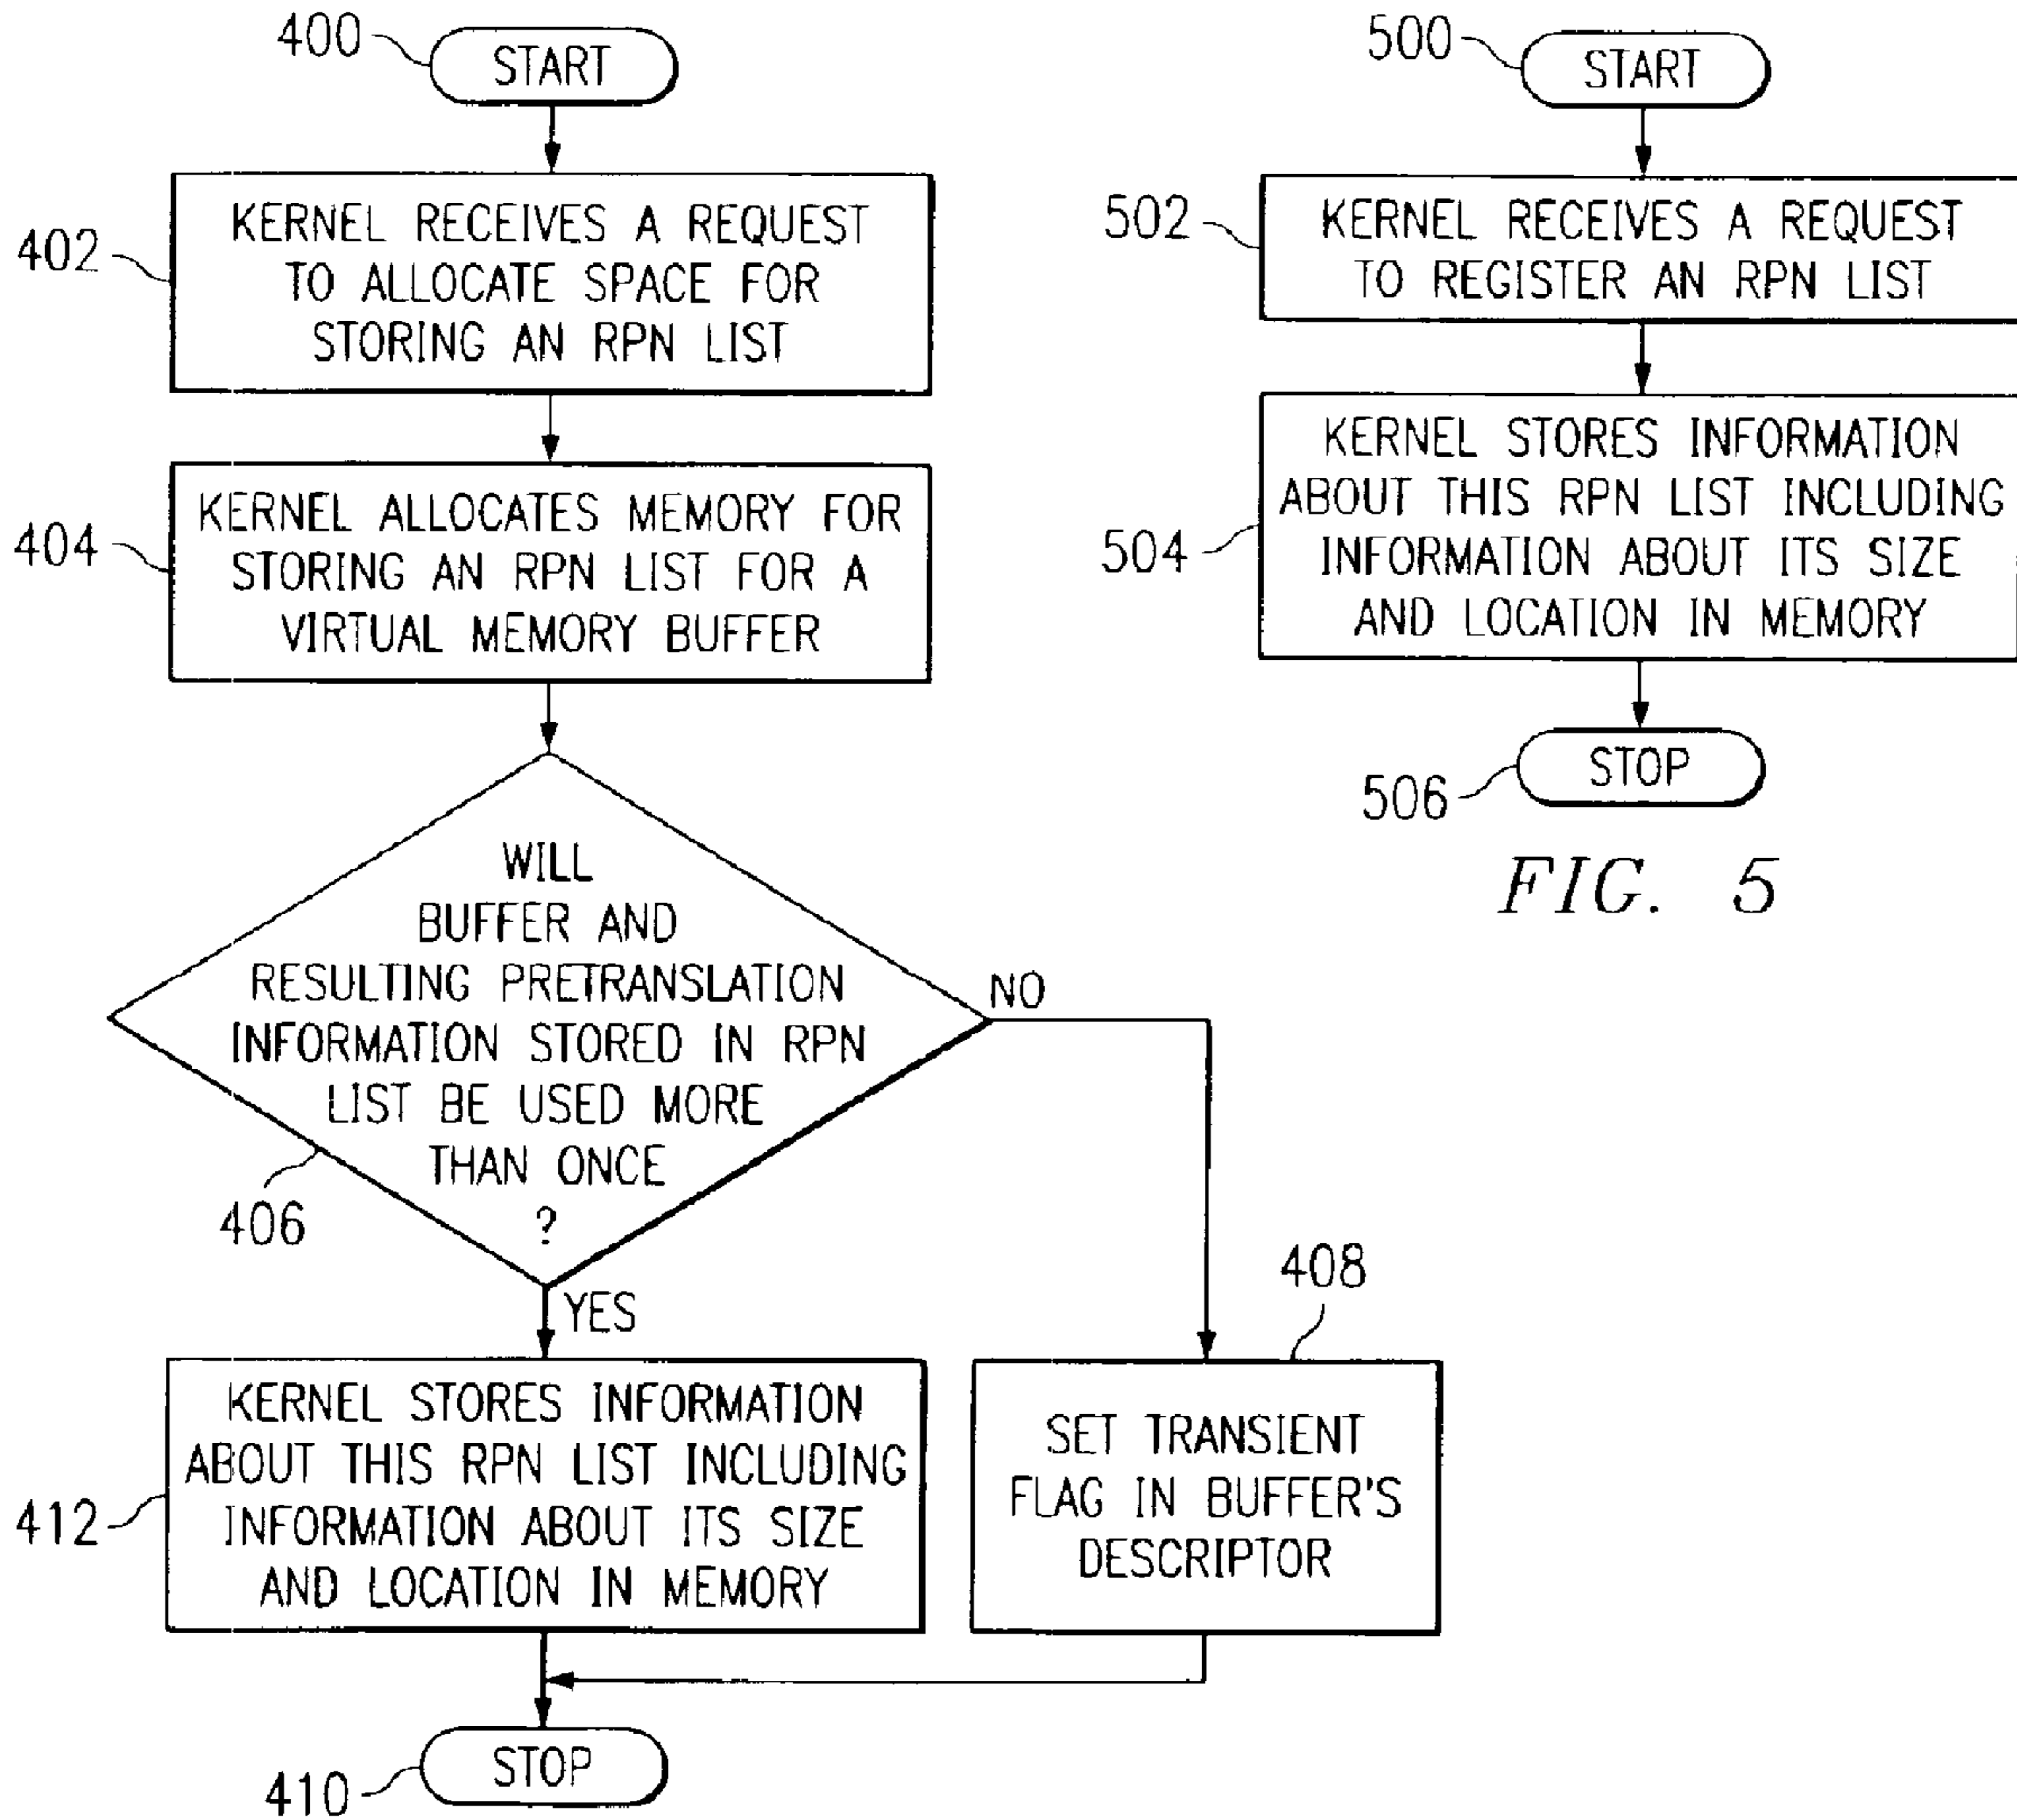 400
START
402
KERNEL RECEIVES A REQUEST
TO ALLOCATE SPACE FOR
STORING AN RPN LIST
404
KERNEL ALLOCATES MEMORY FOR
STORING AN RPN LIST FOR A
VIRTUAL MEMORY BUFFER
WILL
BUFFER AND
RESULTING PRETRANSLATION
INFORMATION STORED IN RPN
LIST BE USED MORE
THAN ONCE
?
406
NO
YES
408
SET TRANSIENT
FLAG IN BUFFER'S
DESCRIPTOR
412
KERNEL STORES INFORMATION
ABOUT THIS RPN LIST INCLUDING
INFORMATION ABOUT ITS SIZE
AND LOCATION IN MEMORY
410
STOP
500
START
502
KERNEL RECEIVES A REQUEST
TO REGISTER AN RPN LIST
504
KERNEL STORES INFORMATION
ABOUT THIS RPN LIST INCLUDING
INFORMATION ABOUT ITS SIZE
AND LOCATION IN MEMORY
506
STOP
FIG. 5